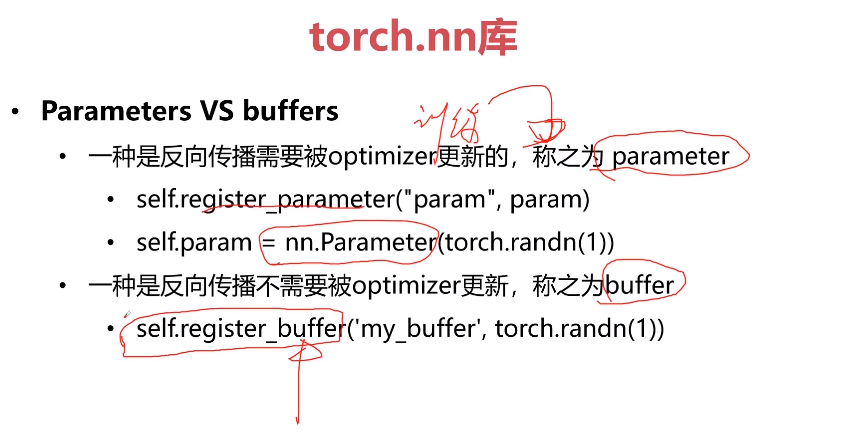 torch.nn库
• Parameters VS buffers
训练
• 一种是反向传播需要被optimizer更新的，称之为 parameter
• self.register_parameter("param", param)
• self.param = nn.Parameter(torch.randn(1))
• 一种是反向传播不需要被optimizer更新，称之为buffer
• self.register_buffer('my_buffer', torch.randn(1))